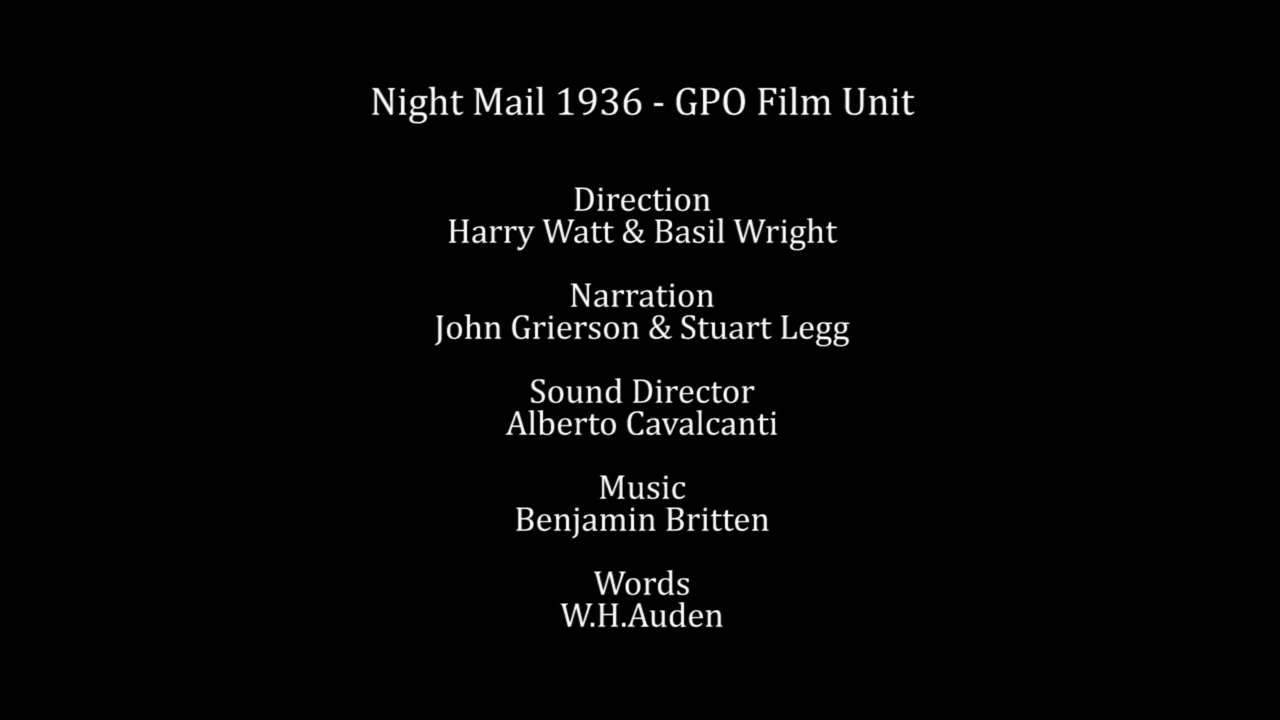 Night Mail 1936 - GPO Film Unit
Direction
Harry Watt & Basil Wright
Narration
John Grierson & Stuart Legg
Sound Director
Alberto Cavalcanti
Music
Benjamin Britten
Words
W.H.Auden